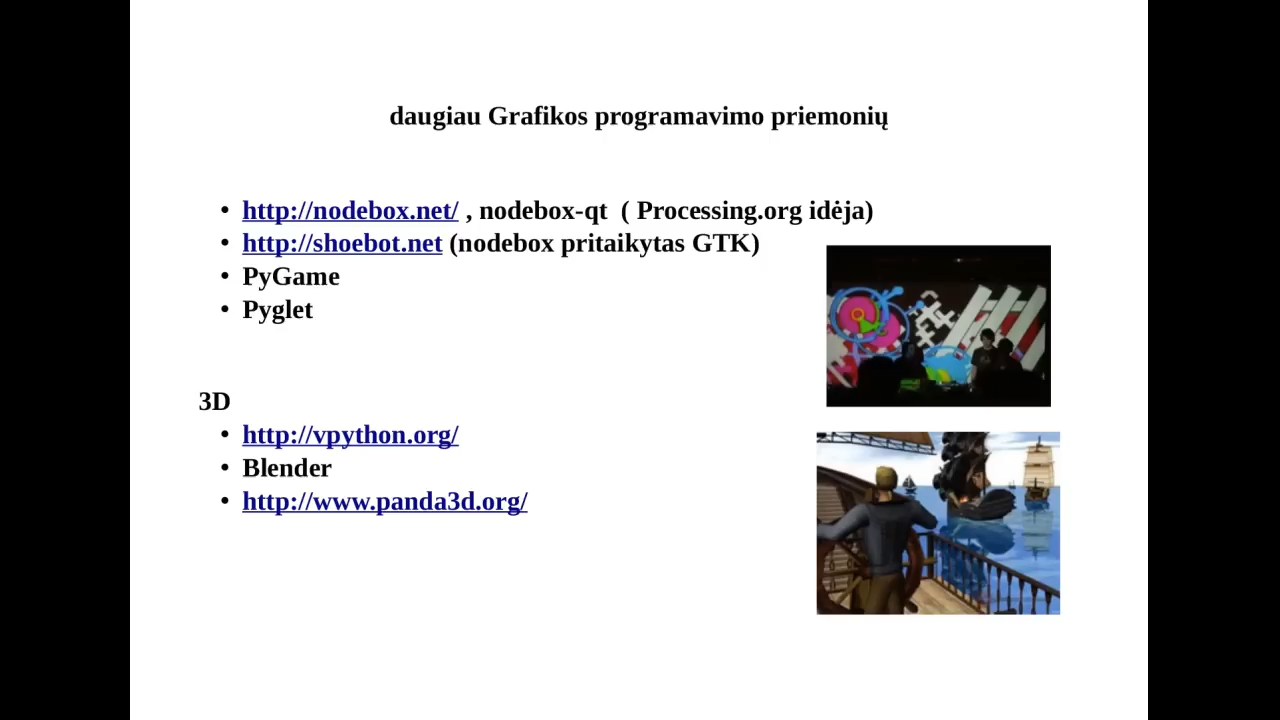 daugiau Grafikos programavimo priemonių
• http://nodebox.net/ , nodebox-qt ( Processing.org idėja)
• http://shoebot.net (nodebox pritaikytas GTK)
• PyGame
• Pyglet
3D
• http://vpython.org/
• Blender
• http://www.panda3d.org/